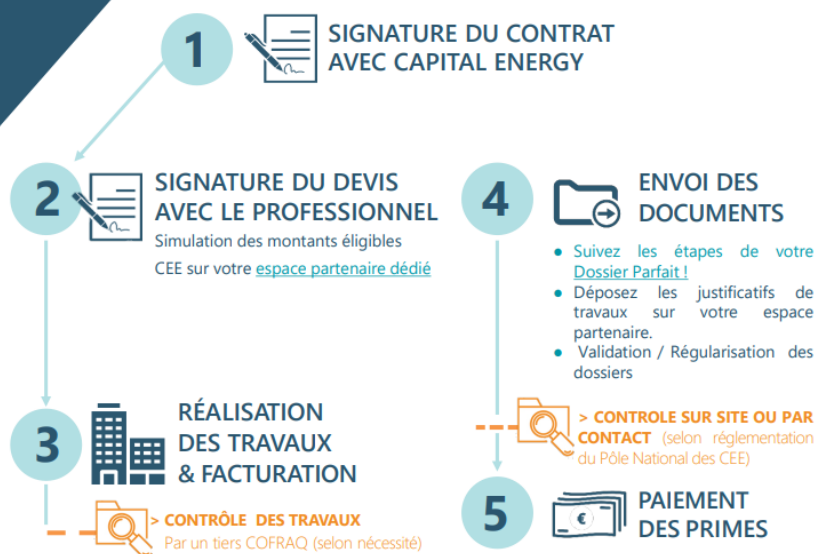 1
SIGNATURE DU CONTRAT
AVEC CAPITAL ENERGY
2
SIGNATURE DU DEVIS
AVEC LE PROFESSIONNEL
Simulation des montants éligibles
CEE sur votre espace partenaire dédié
3
RÉALISATION
DES TRAVAUX
& FACTURATION
> CONTRÔLE DES TRAVAUX
Par un tiers COFRAQ (selon nécessité)
4
ENVOI DES
DOCUMENTS
● Suivez les étapes de votre
Dossier Parfait !
● Déposez les justificatifs de
travaux sur votre espace
partenaire.
● Validation / Régularisation des
dossiers
> CONTROLE SUR SITE OU PAR
CONTACT (selon réglementation
du Pôle National des CEE)
5
€
PAIEMENT
DES PRIMES